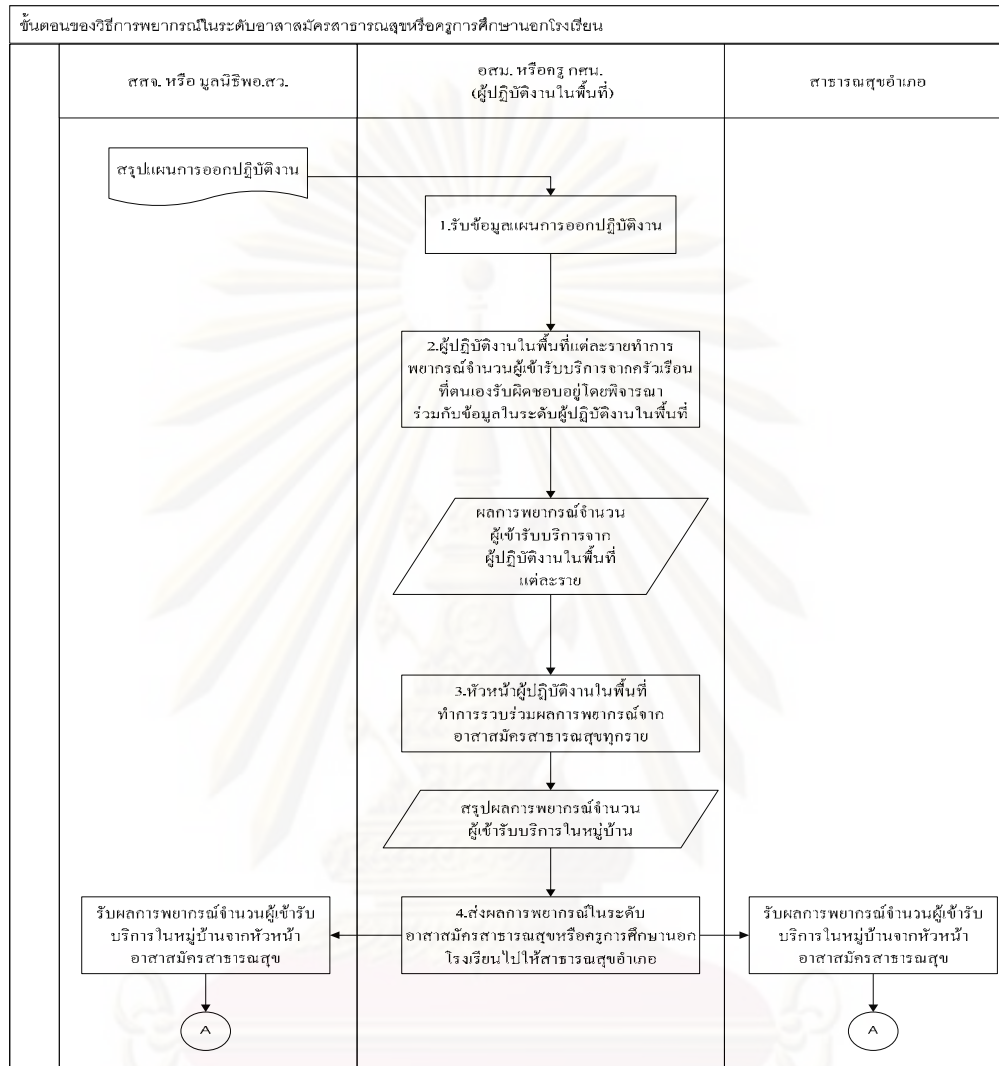 ขั้นตอนของวิธีการพยากรณ์ในระดับอาสาสมัครสาธารณสุขหรือครูการศึกษานอกโรงเรียน
สสจ. หรือ มูลนิธิพอ.สว.
อสม. หรือครู กศน.
(ผู้ปฏิบัติงานในพื้นที่)
สาธารณสุขอำเภอ
สรุปแผนการออกปฏิบัติงาน
1.รับข้อมูลแผนการออกปฏิบัติงาน
2.ผู้ปฏิบัติงานในพื้นที่แต่ละรายทำการ
พยากรณ์จำนวนผู้เข้ารับบริการจากครัวเรือน
ที่ตนเองรับผิดชอบอยู่โดยพิจารณา
ร่วมกับข้อมูลในระดับผู้ปฏิบัติงานในพื้นที่
ผลการพยากรณ์จำนวน
ผู้เข้ารับบริการจาก
ผู้ปฏิบัติงานในพื้นที่
แต่ละราย
3.หัวหน้าผู้ปฏิบัติงานในพื้นที่
ทำการรวบร่วมผลการพยากรณ์จาก
อาสาสมัครสาธารณสุขทุกราย
สรุปผลการพยากรณ์จำนวน
ผู้เข้ารับบริการในหมู่บ้าน
รับผลการพยากรณ์จำนวนผู้เข้ารับ
บริการในหมู่บ้านจากหัวหน้า
อาสาสมัครสาธารณสุข
4.ส่งผลการพยากรณ์ในระดับ
อาสาสมัครสาธารณสุขหรือครูการศึกษานอก
โรงเรียนไปให้สาธารณสุขอำเภอ
รับผลการพยากรณ์จำนวนผู้เข้ารับ
บริการในหมู่บ้านจากหัวหน้า
อาสาสมัครสาธารณสุข
A
A